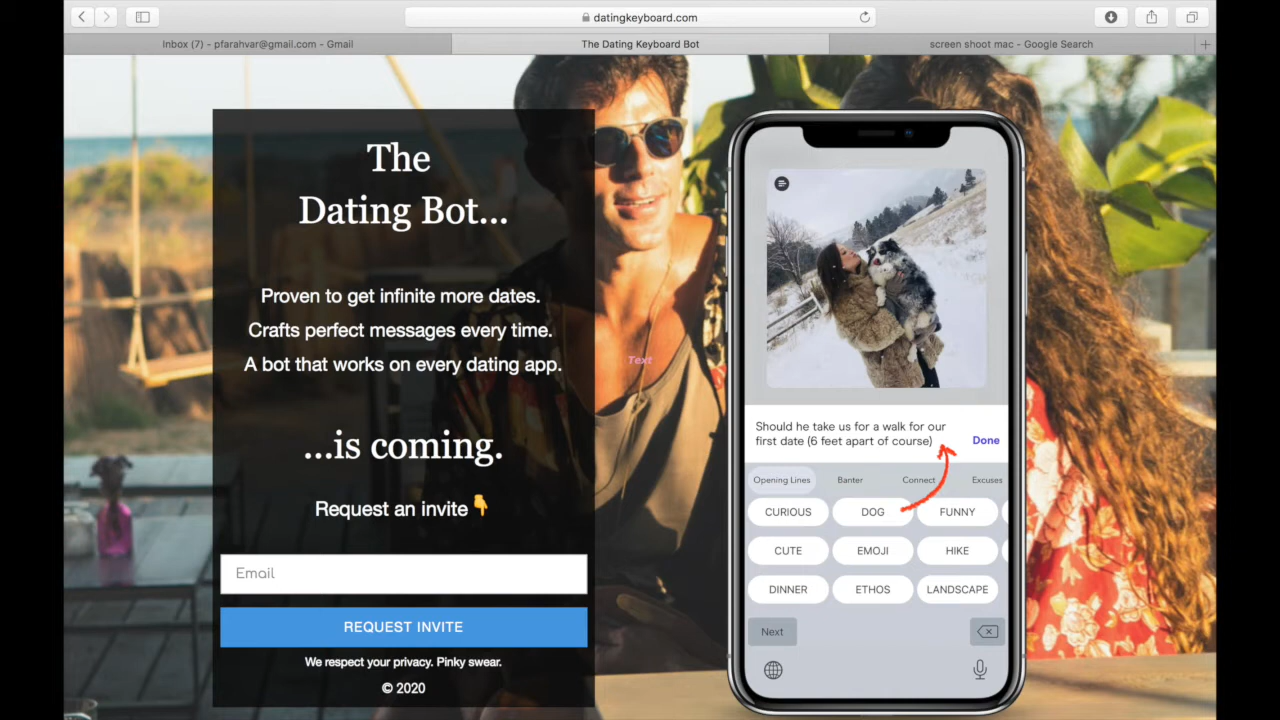 datingkeyboard.com
Inbox (7) - pfarahvar@gmail.com - Gmail
The Dating Keyboard Bot
screen shoot mac - Google Search
The
Dating Bot...
Proven to get infinite more dates.
Crafts perfect messages every time.
A bot that works on every dating app.
...is coming.
Request an invite👇
Email
REQUEST INVITE
We respect your privacy. Pinky swear.
© 2020
Text
Should he take us for a walk for our
first date (6 feet apart of course)
Done
Opening Lines Banter Connect Excuses
CURIOUS DOG FUNNY
CUTE EMOJI HIKE
DINNER ETHOS LANDSCAPE
Next